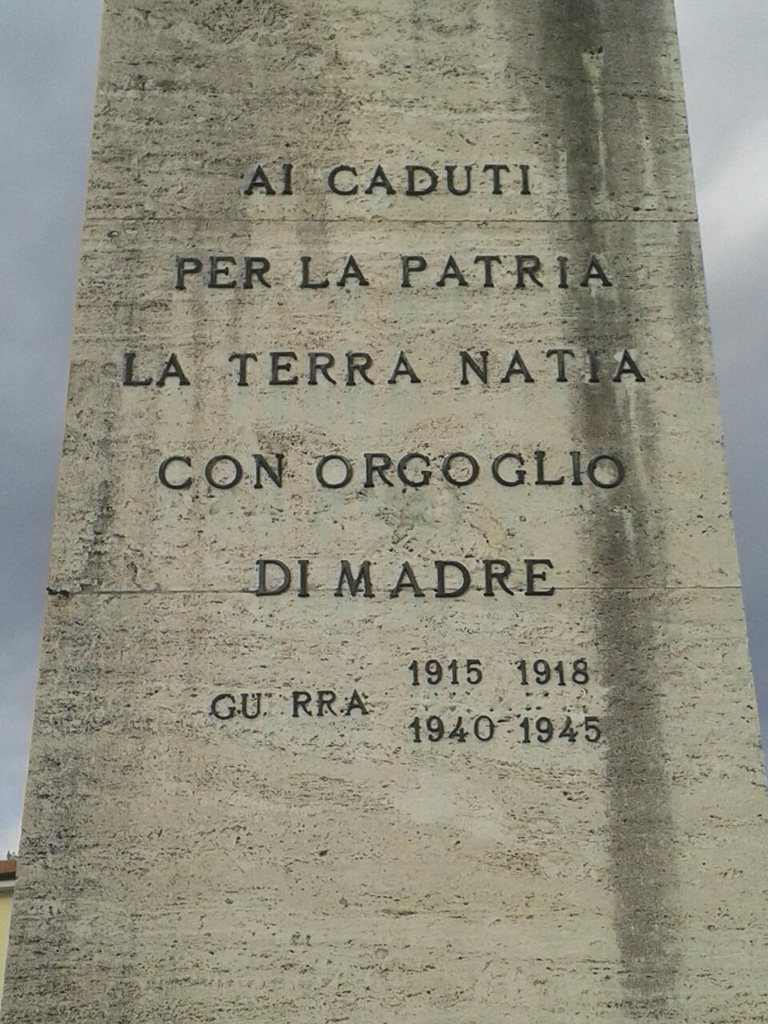 AI CADUTI
PER LA PATRIA
LA TERRA NATIA
CON ORGOGLIO
DI MADRE
GU RRA 1915 1918
1940-1945